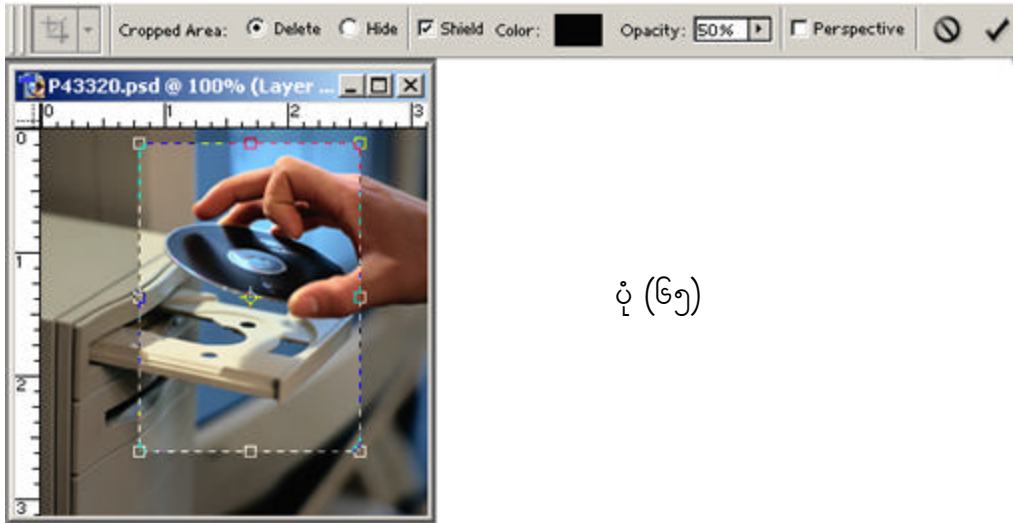 Cropped Area: Delete Hide Shield Color: Opacity: 50% Perspective
P43320.psd @ 100% (Layer ...
0 1 2 3
0
1
ပုံ (၆၅)
2
3